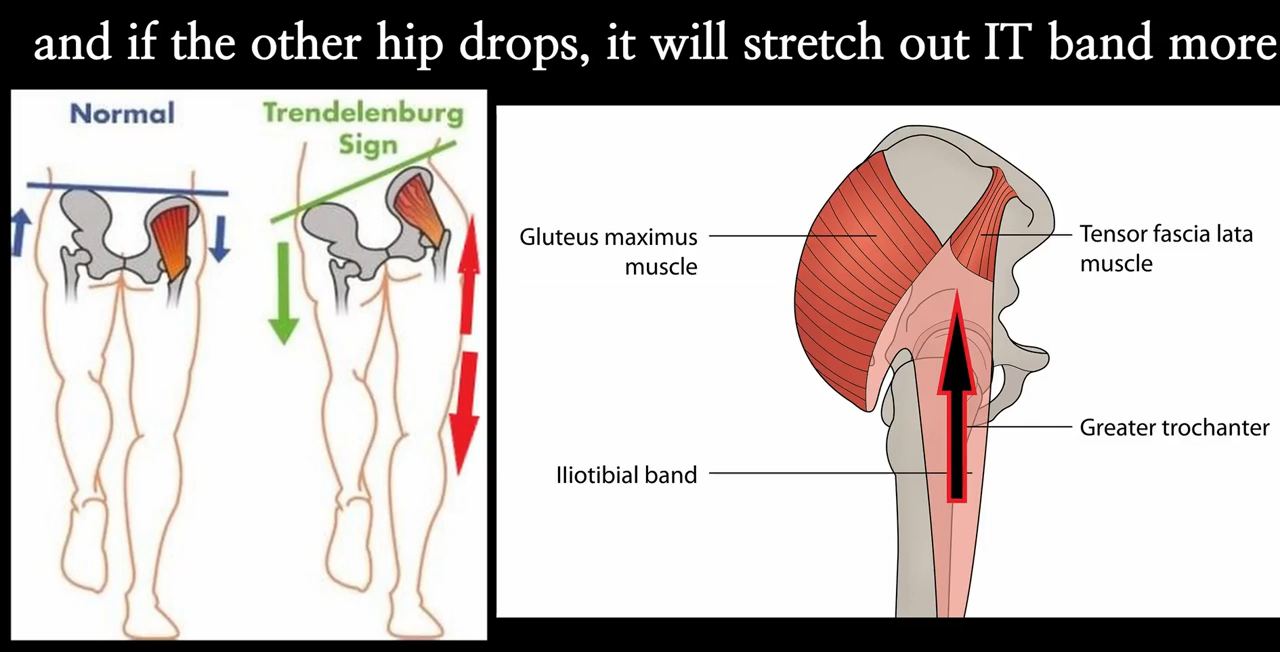 and if the other hip drops, it will stretch out IT band more
Normal
Trendelenburg
Sign
Gluteus maximus
muscle
Tensor fascia lata
muscle
Greater trochanter
Iliotibial band